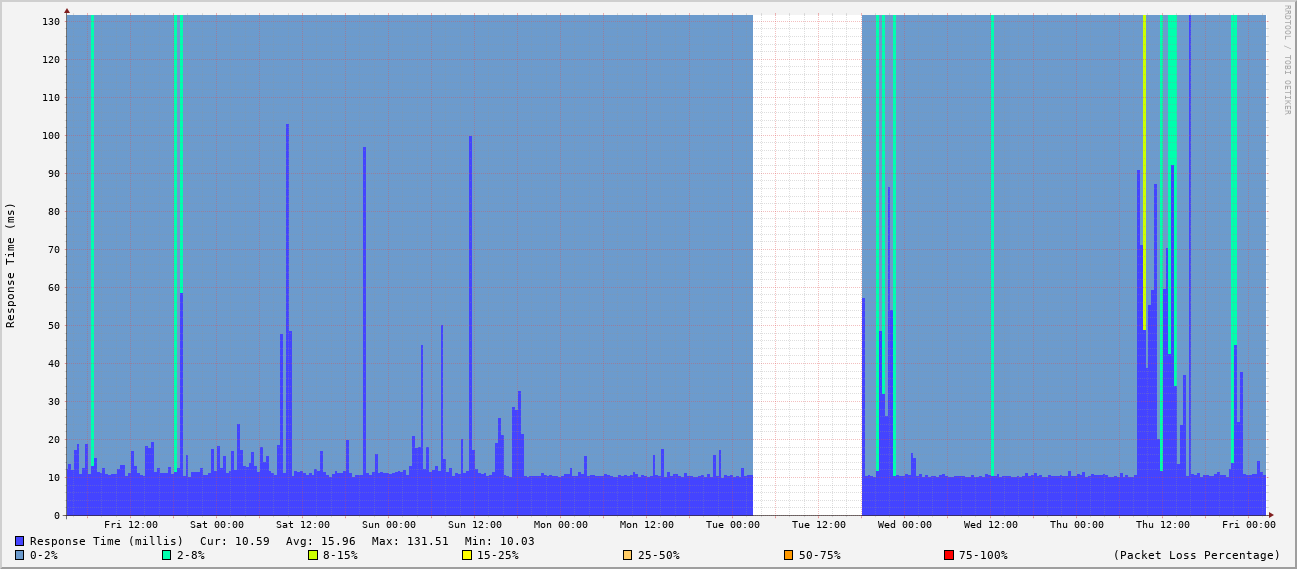 RRDTOOL / TOBI OETIKER
Response Time (ms)
130
120
110
100
90
80
70
60
50
40
30
20
10
0
Fri 12:00 Sat 00:00 Sat 12:00 Sun 00:00 Sun 12:00 Mon 00:00 Mon 12:00 Tue 00:00 Tue 12:00 Wed 00:00 Wed 12:00 Thu 00:00 Thu 12:00 Fri 00:00
Response Time (millis) Cur: 10.59 Avg: 15.96 Max: 131.51 Min: 10.03
0-2% 2-8% 8-15% 15-25% 25-50% 50-75% 75-100% (Packet Loss Percentage)